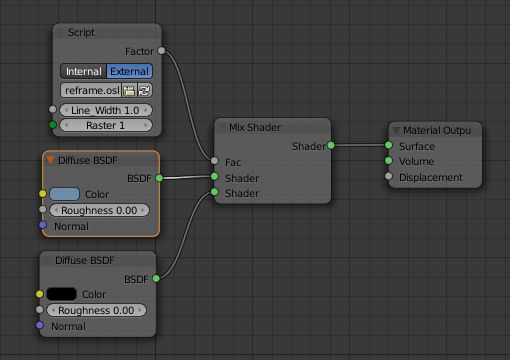 Script
Factor
Internal External
reframe.osl
Line_Width 1.0
Raster 1
Diffuse BSDF
BSDF
Color
Roughness 0.00
Normal
Diffuse BSDF
BSDF
Color
Roughness 0.00
Normal
Mix Shader
Shader
Fac
Shader
Shader
Material Outpu
Surface
Volume
Displacement